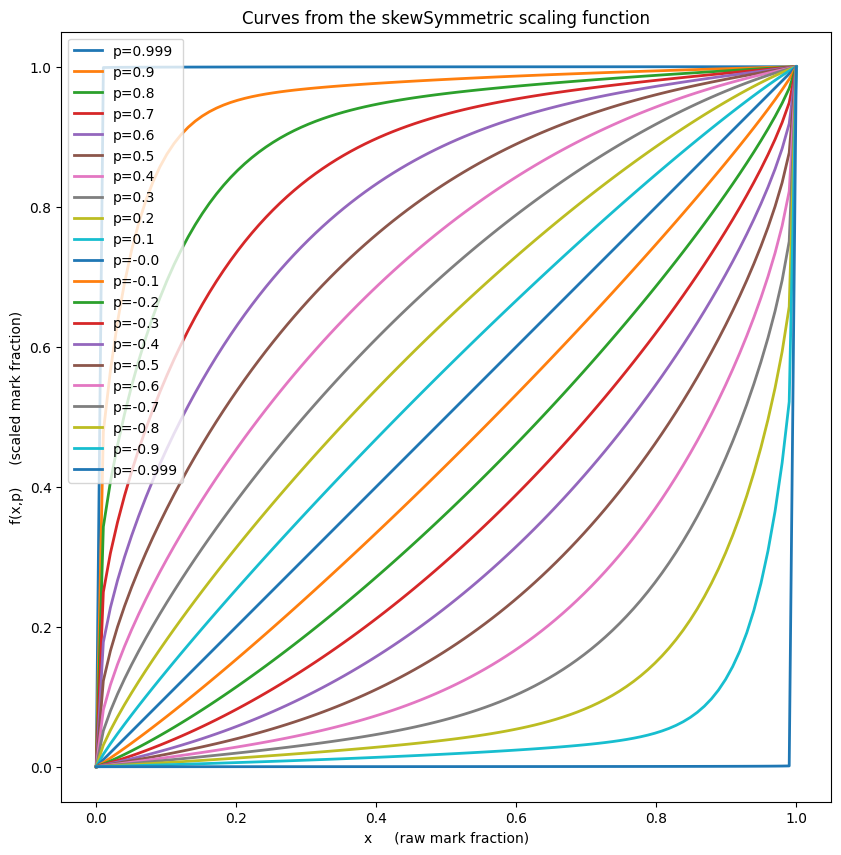 Curves from the skewSymmetric scaling function
p=0.999
p=0.9
p=0.8
p=0.7
p=0.6
p=0.5
p=0.4
p=0.3
p=0.2
p=0.1
p=-0.0
p=-0.1
p=-0.2
p=-0.3
p=-0.4
p=-0.5
p=-0.6
p=-0.7
p=-0.8
p=-0.9
p=-0.999
1.0
0.8
0.6
0.4
0.2
0.0
f(x,p)     (scaled mark fraction)
0.0 0.2 0.4 0.6 0.8 1.0
x     (raw mark fraction)